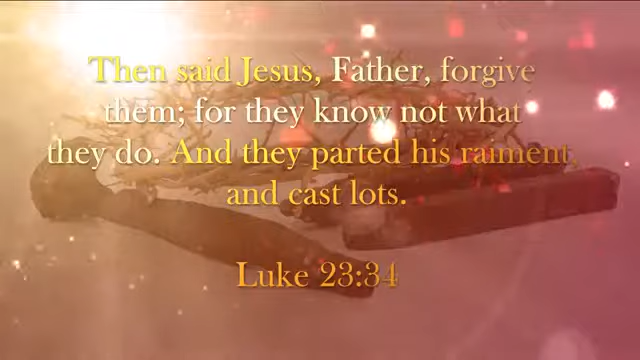 Then said Jesus, Father, forgive
them; for they know not what
they do. And they parted his raiment,
and cast lots.
Luke 23:34